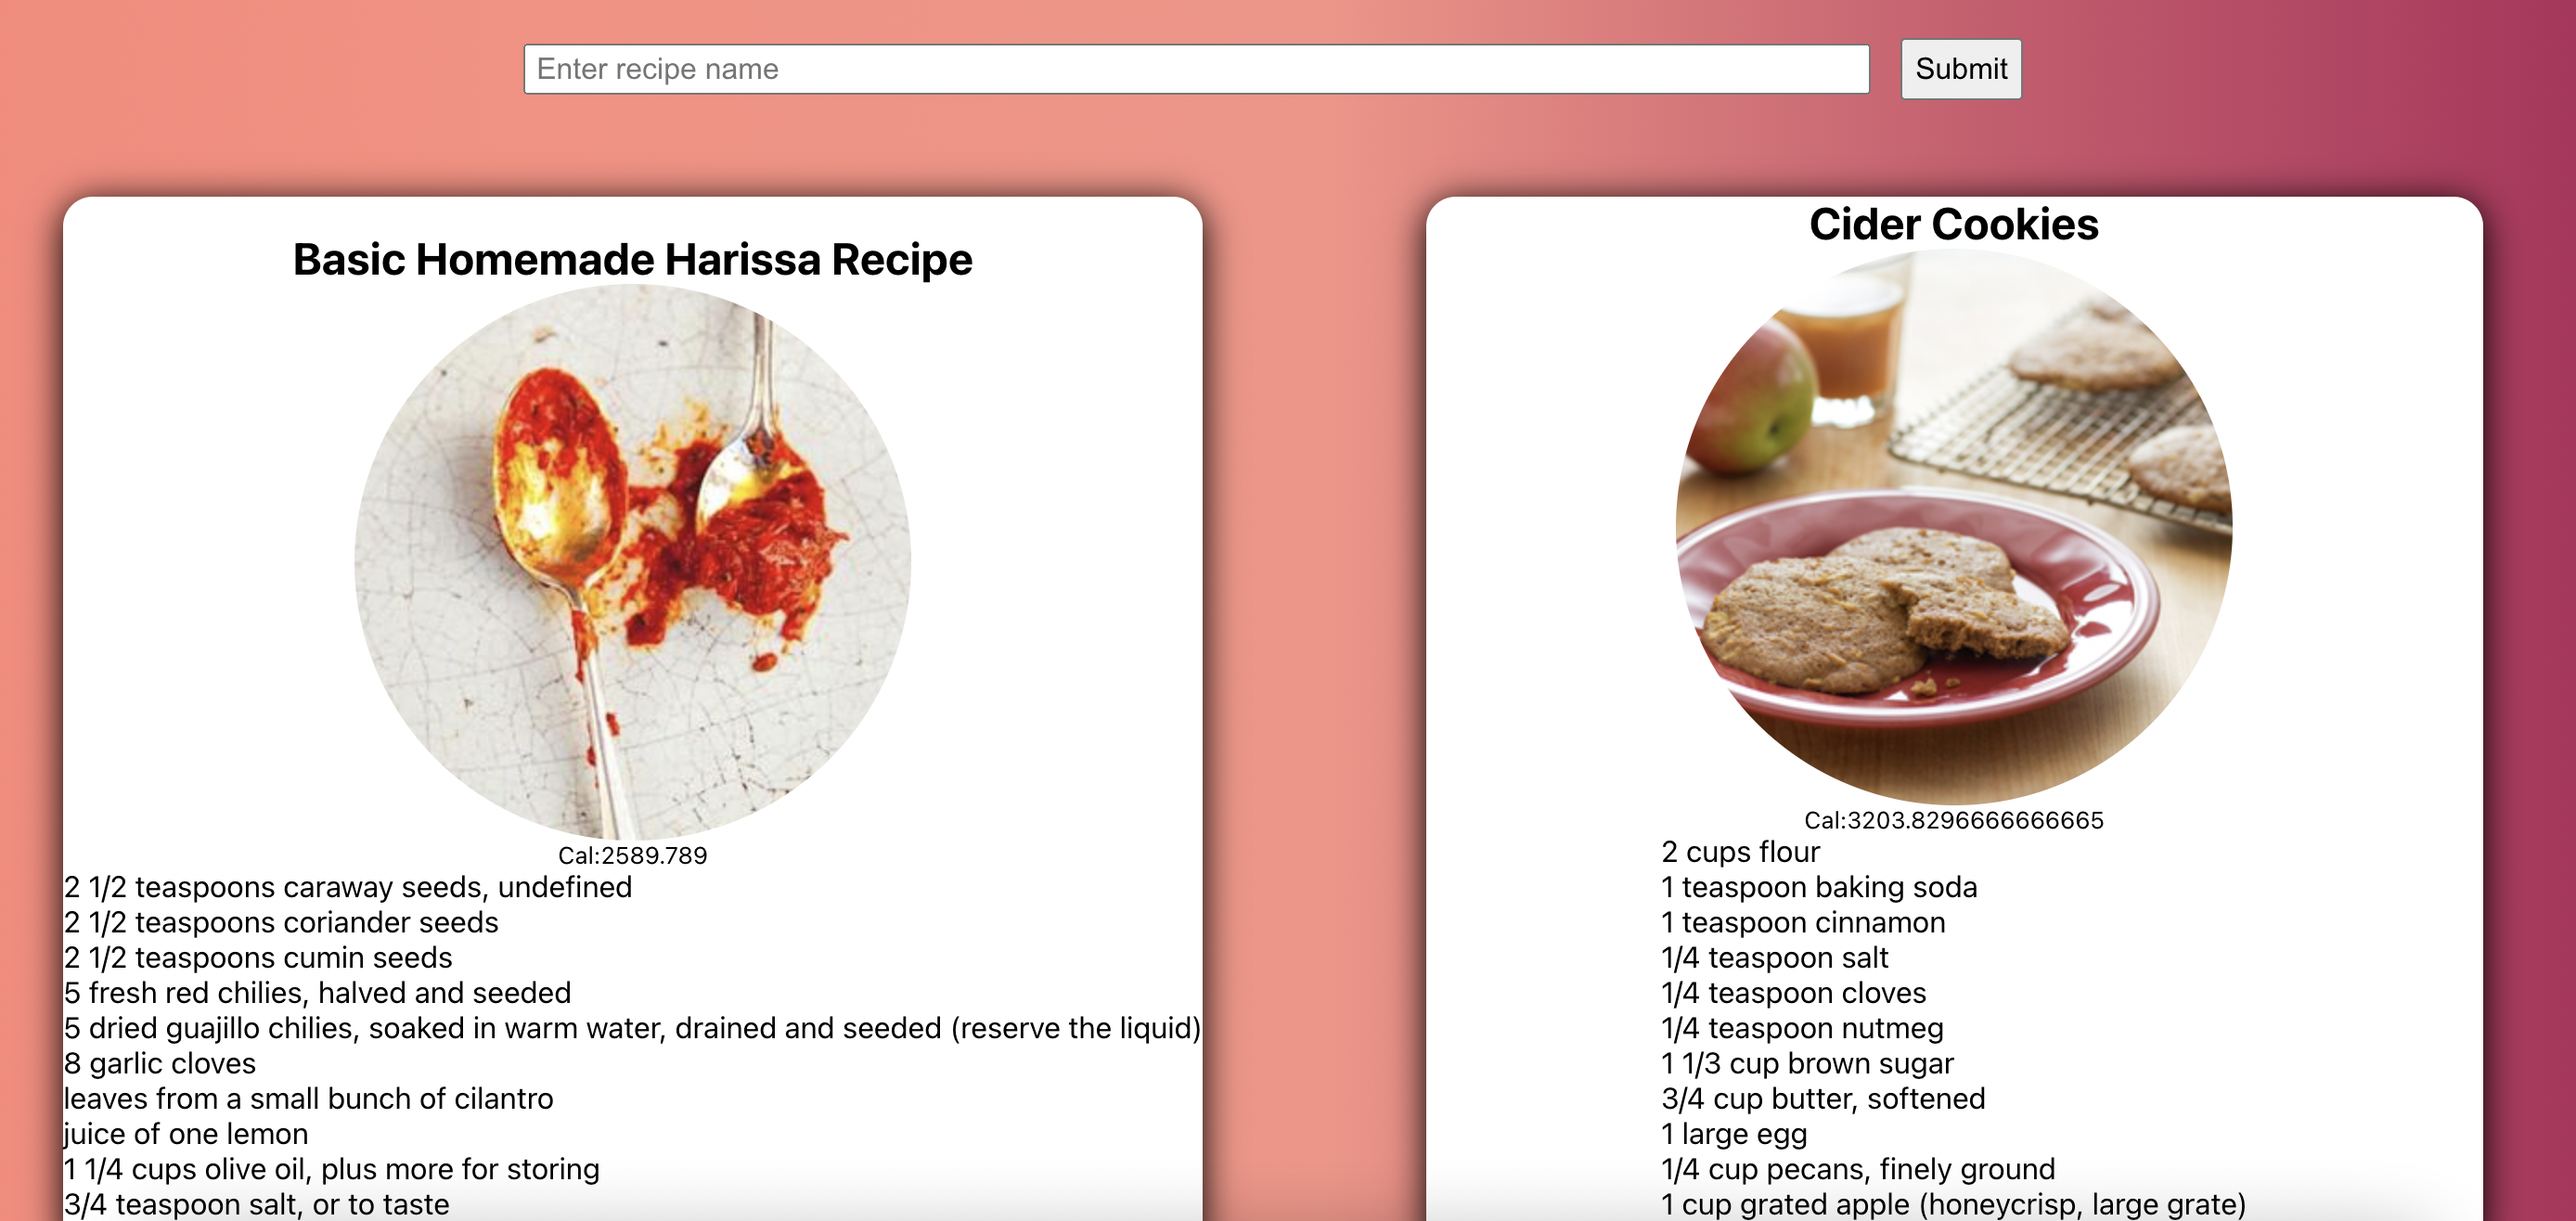 Enter recipe name
Submit
Basic Homemade Harissa Recipe
Cal:2589.789
2 1/2 teaspoons caraway seeds, undefined
2 1/2 teaspoons coriander seeds
2 1/2 teaspoons cumin seeds
5 fresh red chilies, halved and seeded
5 dried guajillo chilies, soaked in warm water, drained and seeded (reserve the liquid)
8 garlic cloves
leaves from a small bunch of cilantro
juice of one lemon
1 1/4 cups olive oil, plus more for storing
3/4 teaspoon salt, or to taste
Cider Cookies
Cal:3203.8296666666665
2 cups flour
1 teaspoon baking soda
1 teaspoon cinnamon
1/4 teaspoon salt
1/4 teaspoon cloves
1/4 teaspoon nutmeg
1 1/3 cup brown sugar
3/4 cup butter, softened
1 large egg
1/4 cup pecans, finely ground
1 cup grated apple (honeycrisp, large grate)